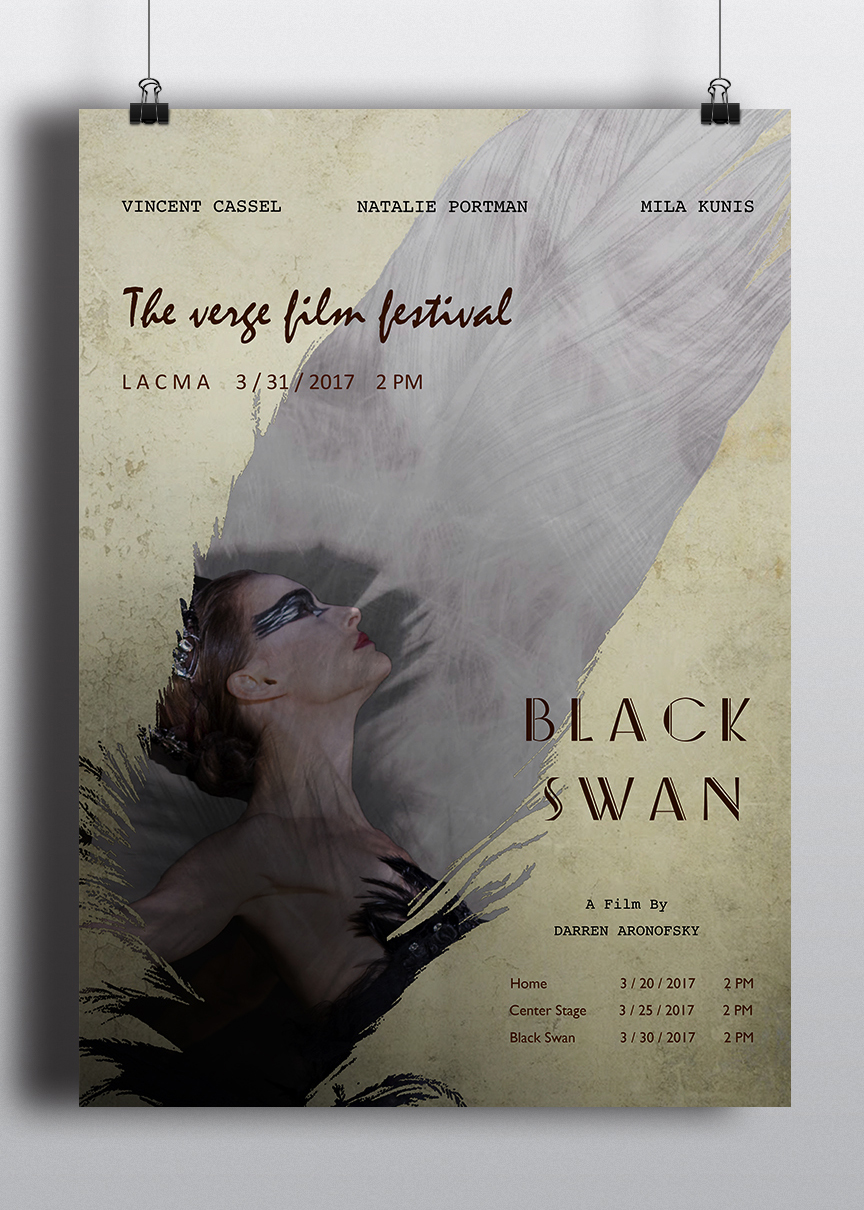 VINCENT CASSEL NATALIE PORTMAN MILA KUNIS
The verge film festival
LACMA 3/31/2017 2 PM
BLACK
SWAN
A Film By
DARREN ARONOFSKY
Home 3 / 20 / 2017 2 PM
Center Stage 3 / 25 / 2017 2 PM
Black Swan 3 / 30 / 2017 2 PM